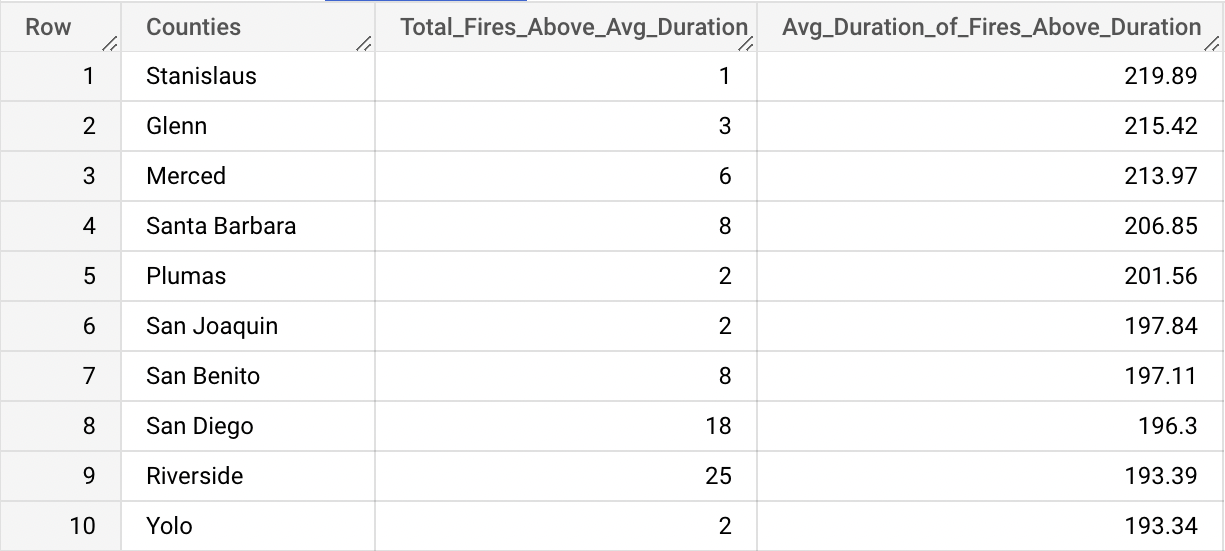 Row Counties Total_Fires_Above_Avg_Duration Avg_Duration_of_Fires_Above_Duration
1 Stanislaus 1 219.89
2 Glenn 3 215.42
3 Merced 6 213.97
4 Santa Barbara 8 206.85
5 Plumas 2 201.56
6 San Joaquin 2 197.84
7 San Benito 8 197.11
8 San Diego 18 196.3
9 Riverside 25 193.39
10 Yolo 2 193.34